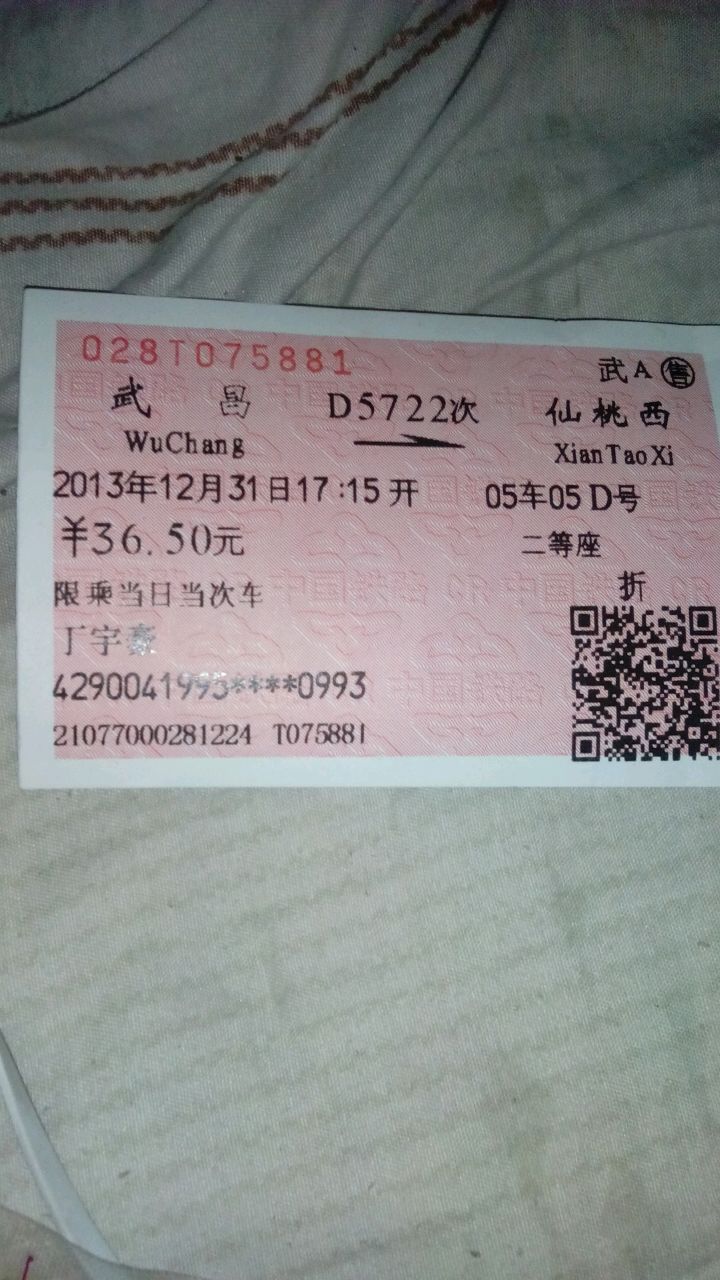 028T075881
武A 售
武 昌 D5722次 仙桃西
WuChang XianTaoXi
2013年12月31日17:15开 05车05D号
￥36.50元 二等座
限乘当日当次车 折
丁宇豪
4290041995****0993
21077000281224 T075881